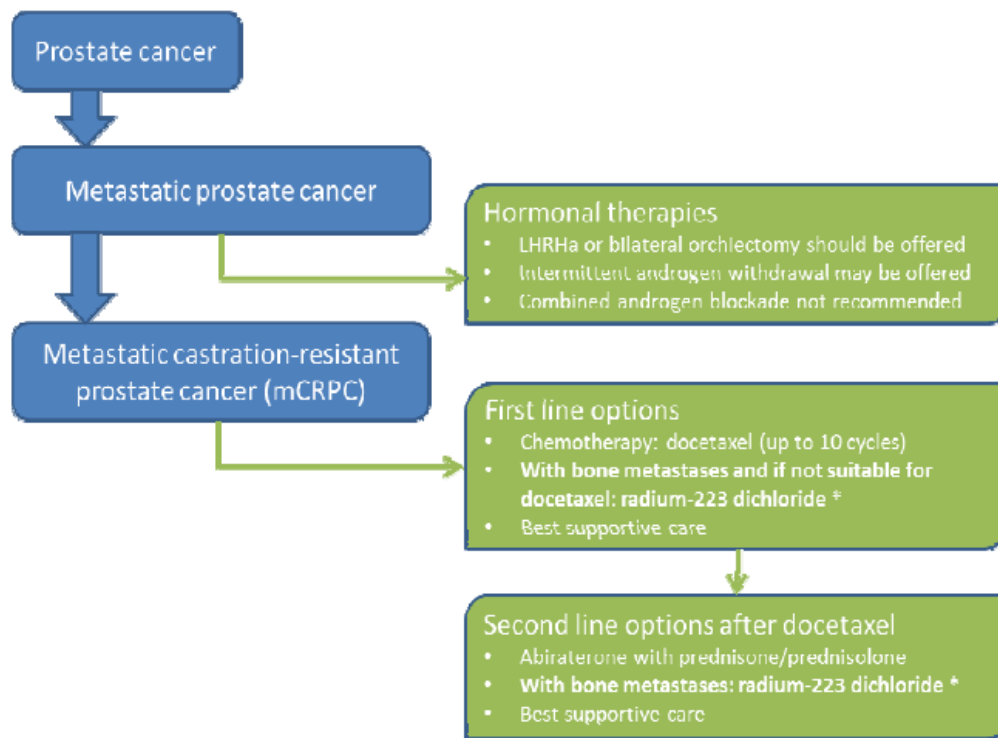 Prostate cancer
Metastatic prostate cancer
Hormonal therapies
• LHRHa or bilateral orchiectomy should be offered
• Intermittent androgen withdrawal may be offered
• Combined androgen blockade not recommended
Metastatic castration-resistant
prostate cancer (mCRPC)
First line options
• Chemotherapy: docetaxel (up to 10 cycles)
• With bone metastases and if not suitable for
docetaxel: radium-223 dichloride *
• Best supportive care
Second line options after docetaxel
• Abiraterone with prednisone/prednisolone
• With bone metastases: radium-223 dichloride *
• Best supportive care